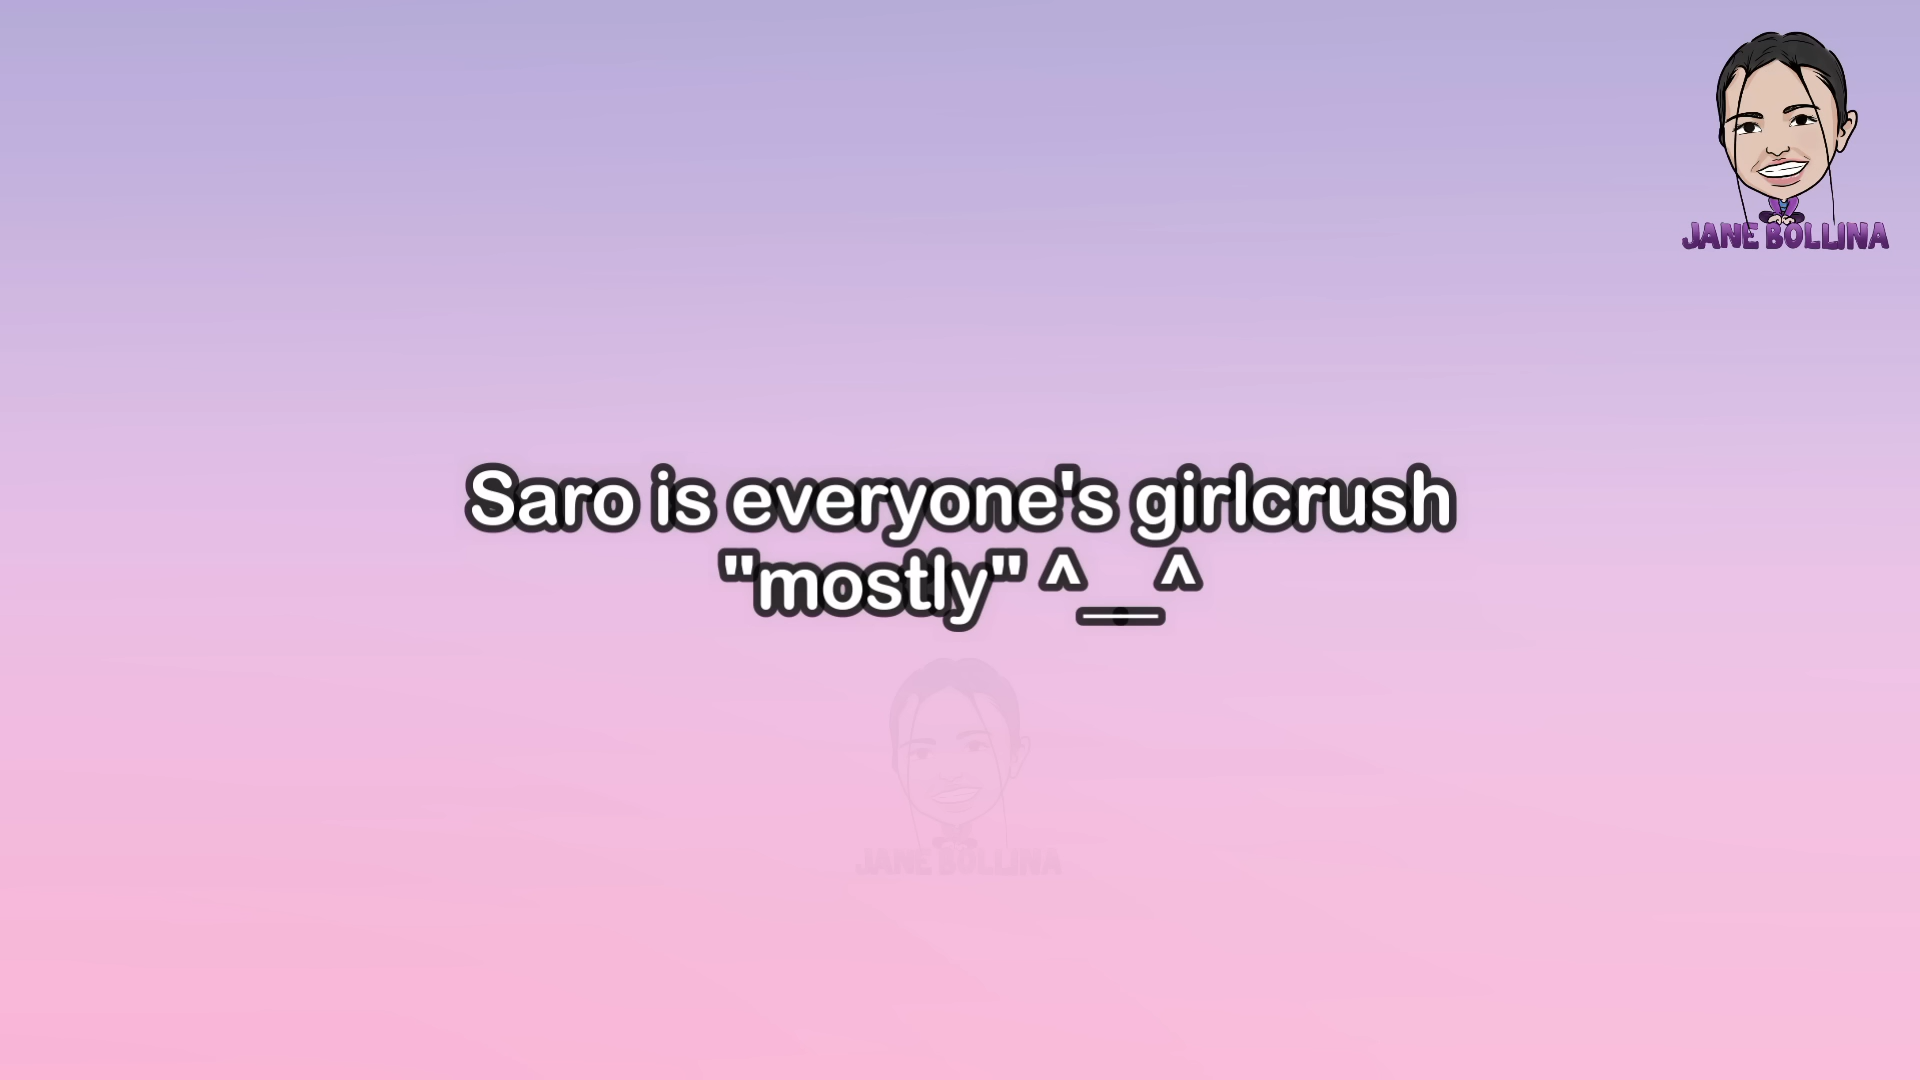 JANE BOLLINA
Saro is everyone's girlcrush
"mostly" ^__^
JANE BOLLINA